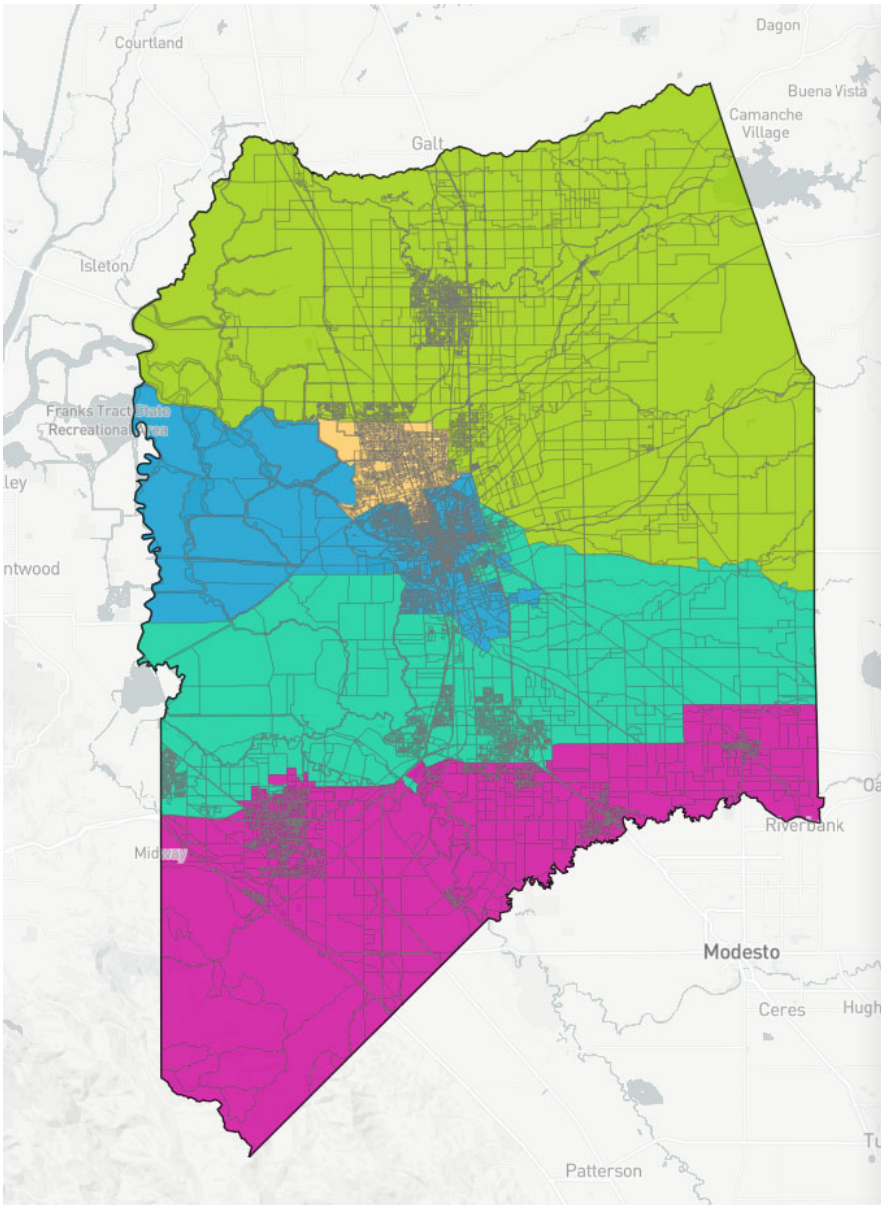 Dagon
Courtland
Buena Vista
Camanche
Village
Galt
Isleton
Franks Tract State
Recreational Area
ley
ntwood
Oa
Riverbank
Midway
Modesto
Ceres
Hugh
Tu
Patterson